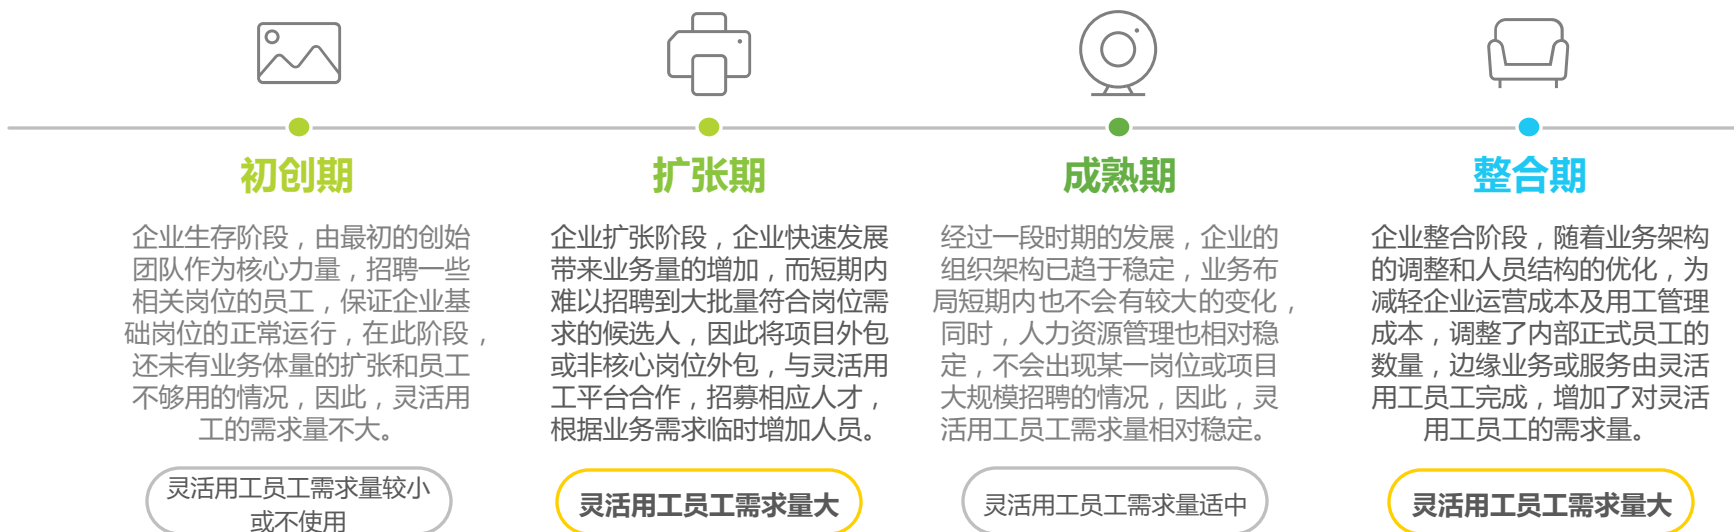 初创期
企业生存阶段，由最初的创始
团队作为核心力量，招聘一些
相关岗位的员工，保证企业基
础岗位的正常运行，在此阶段，
还未有业务体量的扩张和员工
不够用的情况，因此，灵活用
工的需求量不大。
灵活用工员工需求量较小
或不使用
扩张期
企业扩张阶段，企业快速发展
带来业务量的增加，而短期内
难以招聘到大批量符合岗位需
求的候选人，因此将项目外包
或非核心岗位外包，与灵活用
工平台合作，招募相应人才，
根据业务需求临时增加人员。
灵活用工员工需求量大
成熟期
经过一段时期的发展，企业的
组织架构已趋于稳定，业务布
局短期内也不会有较大的变化，
同时，人力资源管理也相对稳
定，不会出现某一岗位或项目
大规模招聘的情况，因此，灵
活用工员工需求量相对稳定。
灵活用工员工需求量适中
整合期
企业整合阶段，随着业务架构
的调整和人员结构的优化，为
减轻企业运营成本及用工管理
成本，调整了内部正式员工的
数量，边缘业务或服务由灵活
用工员工完成，增加了对灵活
用工员工的需求量。
灵活用工员工需求量大